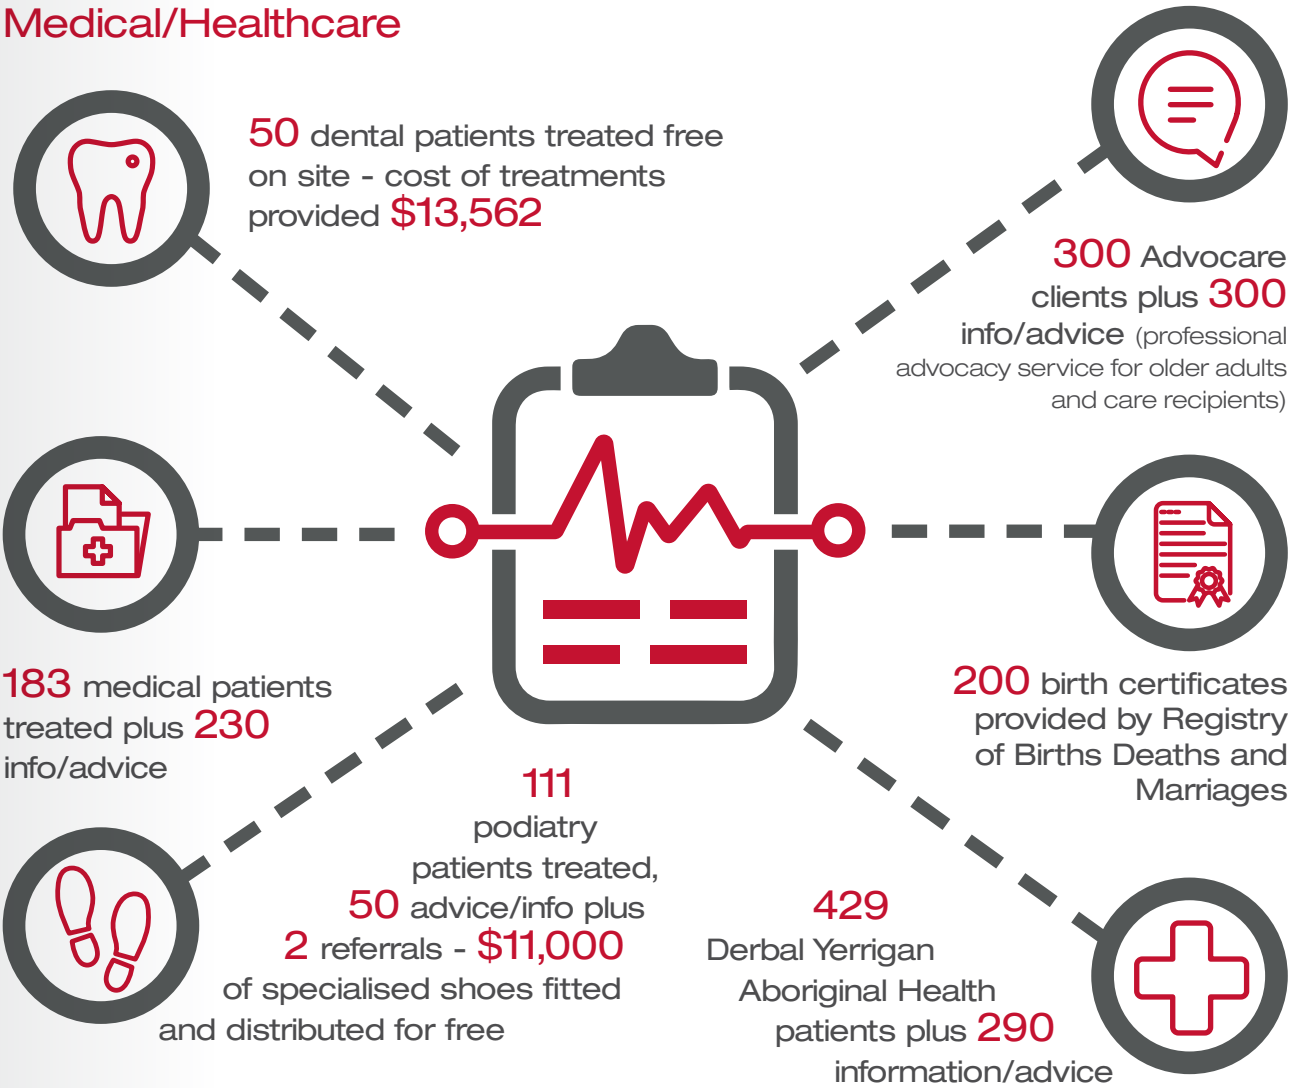 Medical/Healthcare
50 dental patients treated free
on site - cost of treatments
provided $13,562
300 Advocare
clients plus 300
info/advice (professional
advocacy service for older adults
and care recipients)
183 medical patients
treated plus 230
info/advice
200 birth certificates
provided by Registry
of Births Deaths and
Marriages
111
podiatry
patients treated,
50 advice/info plus
2 referrals - $11,000
of specialised shoes fitted
and distributed for free
429
Derbal Yerrigan
Aboriginal Health
patients plus 290
information/advice